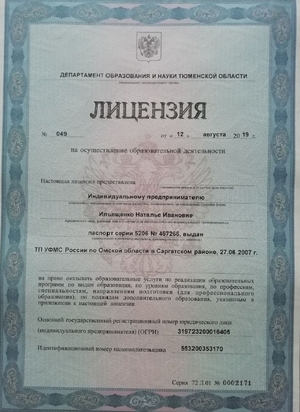 ДЕПАРТАМЕНТ ОБРАЗОВАНИЯ И НАУКИ ТЮМЕНСКОЙ ОБЛАСТИ
ЛИЦЕНЗИЯ
№ 049 от « 12 » августа 2019 г.
на осуществление образовательной деятельности
Настоящая лицензия предоставлена
Индивидуальному предпринимателю
Ильященко Наталье Ивановне
паспорт серии 5206 № 487266, выдан
ТП УФМС России по Омской области в Саргатском районе, 27.06 2007 г.
на право оказывать образовательные услуги по реализации образовательных
программ по видам образования, по уровням образования, по профессиям,
специальностям, направлениям подготовки (для профессионального
образования), по подвидам дополнительного образования, указанным в
приложении к настоящей лицензии.
Основной государственный регистрационный номер юридического лица
(индивидуального предпринимателя) (ОГРН) 319723200016405
Идентификационный номер налогоплательщика 553200353170
Серия 72 Л 01 № 0002171